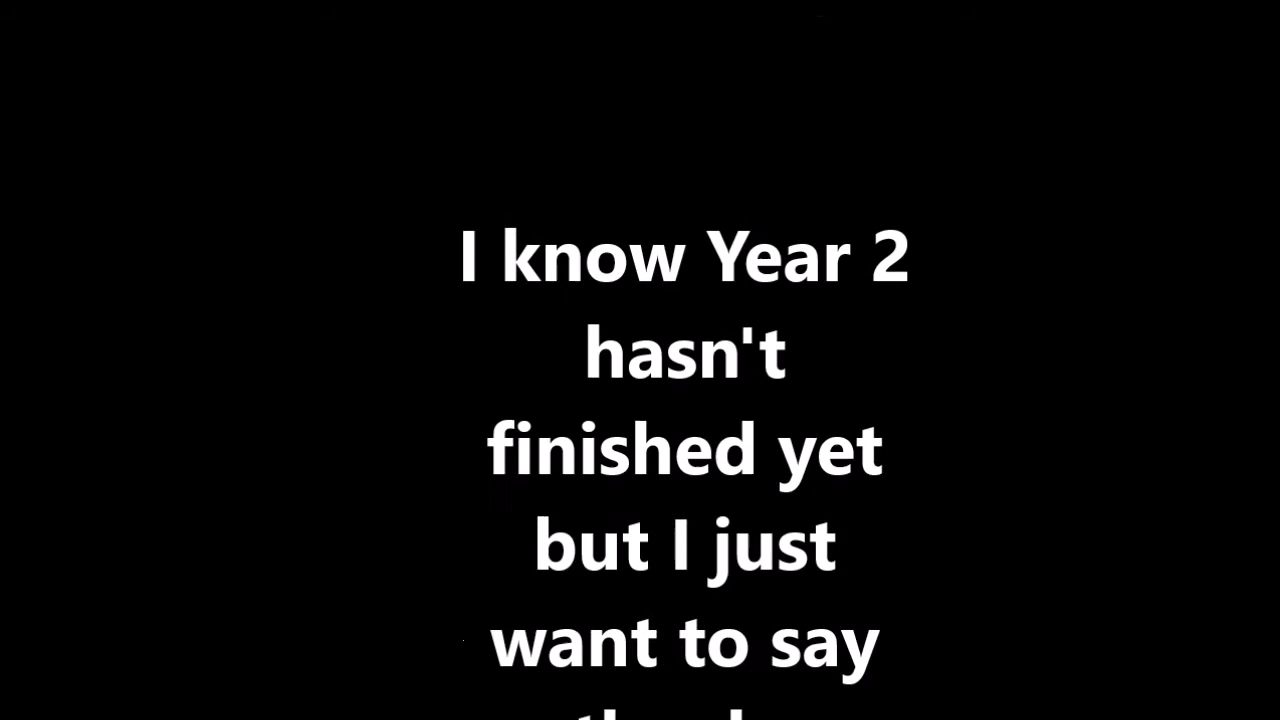 I know Year 2
hasn't
finished yet
but I just
want to say